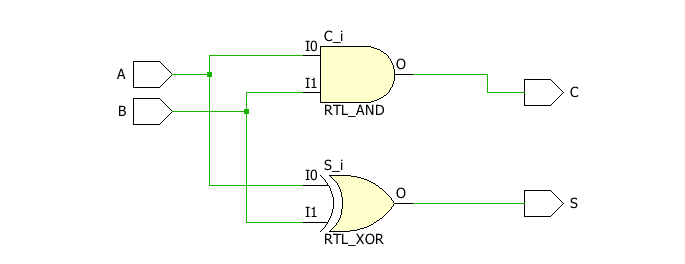 C_i
I0
O
A
I1
C
B
RTL_AND
S_i
I0
O
S
I1
RTL_XOR